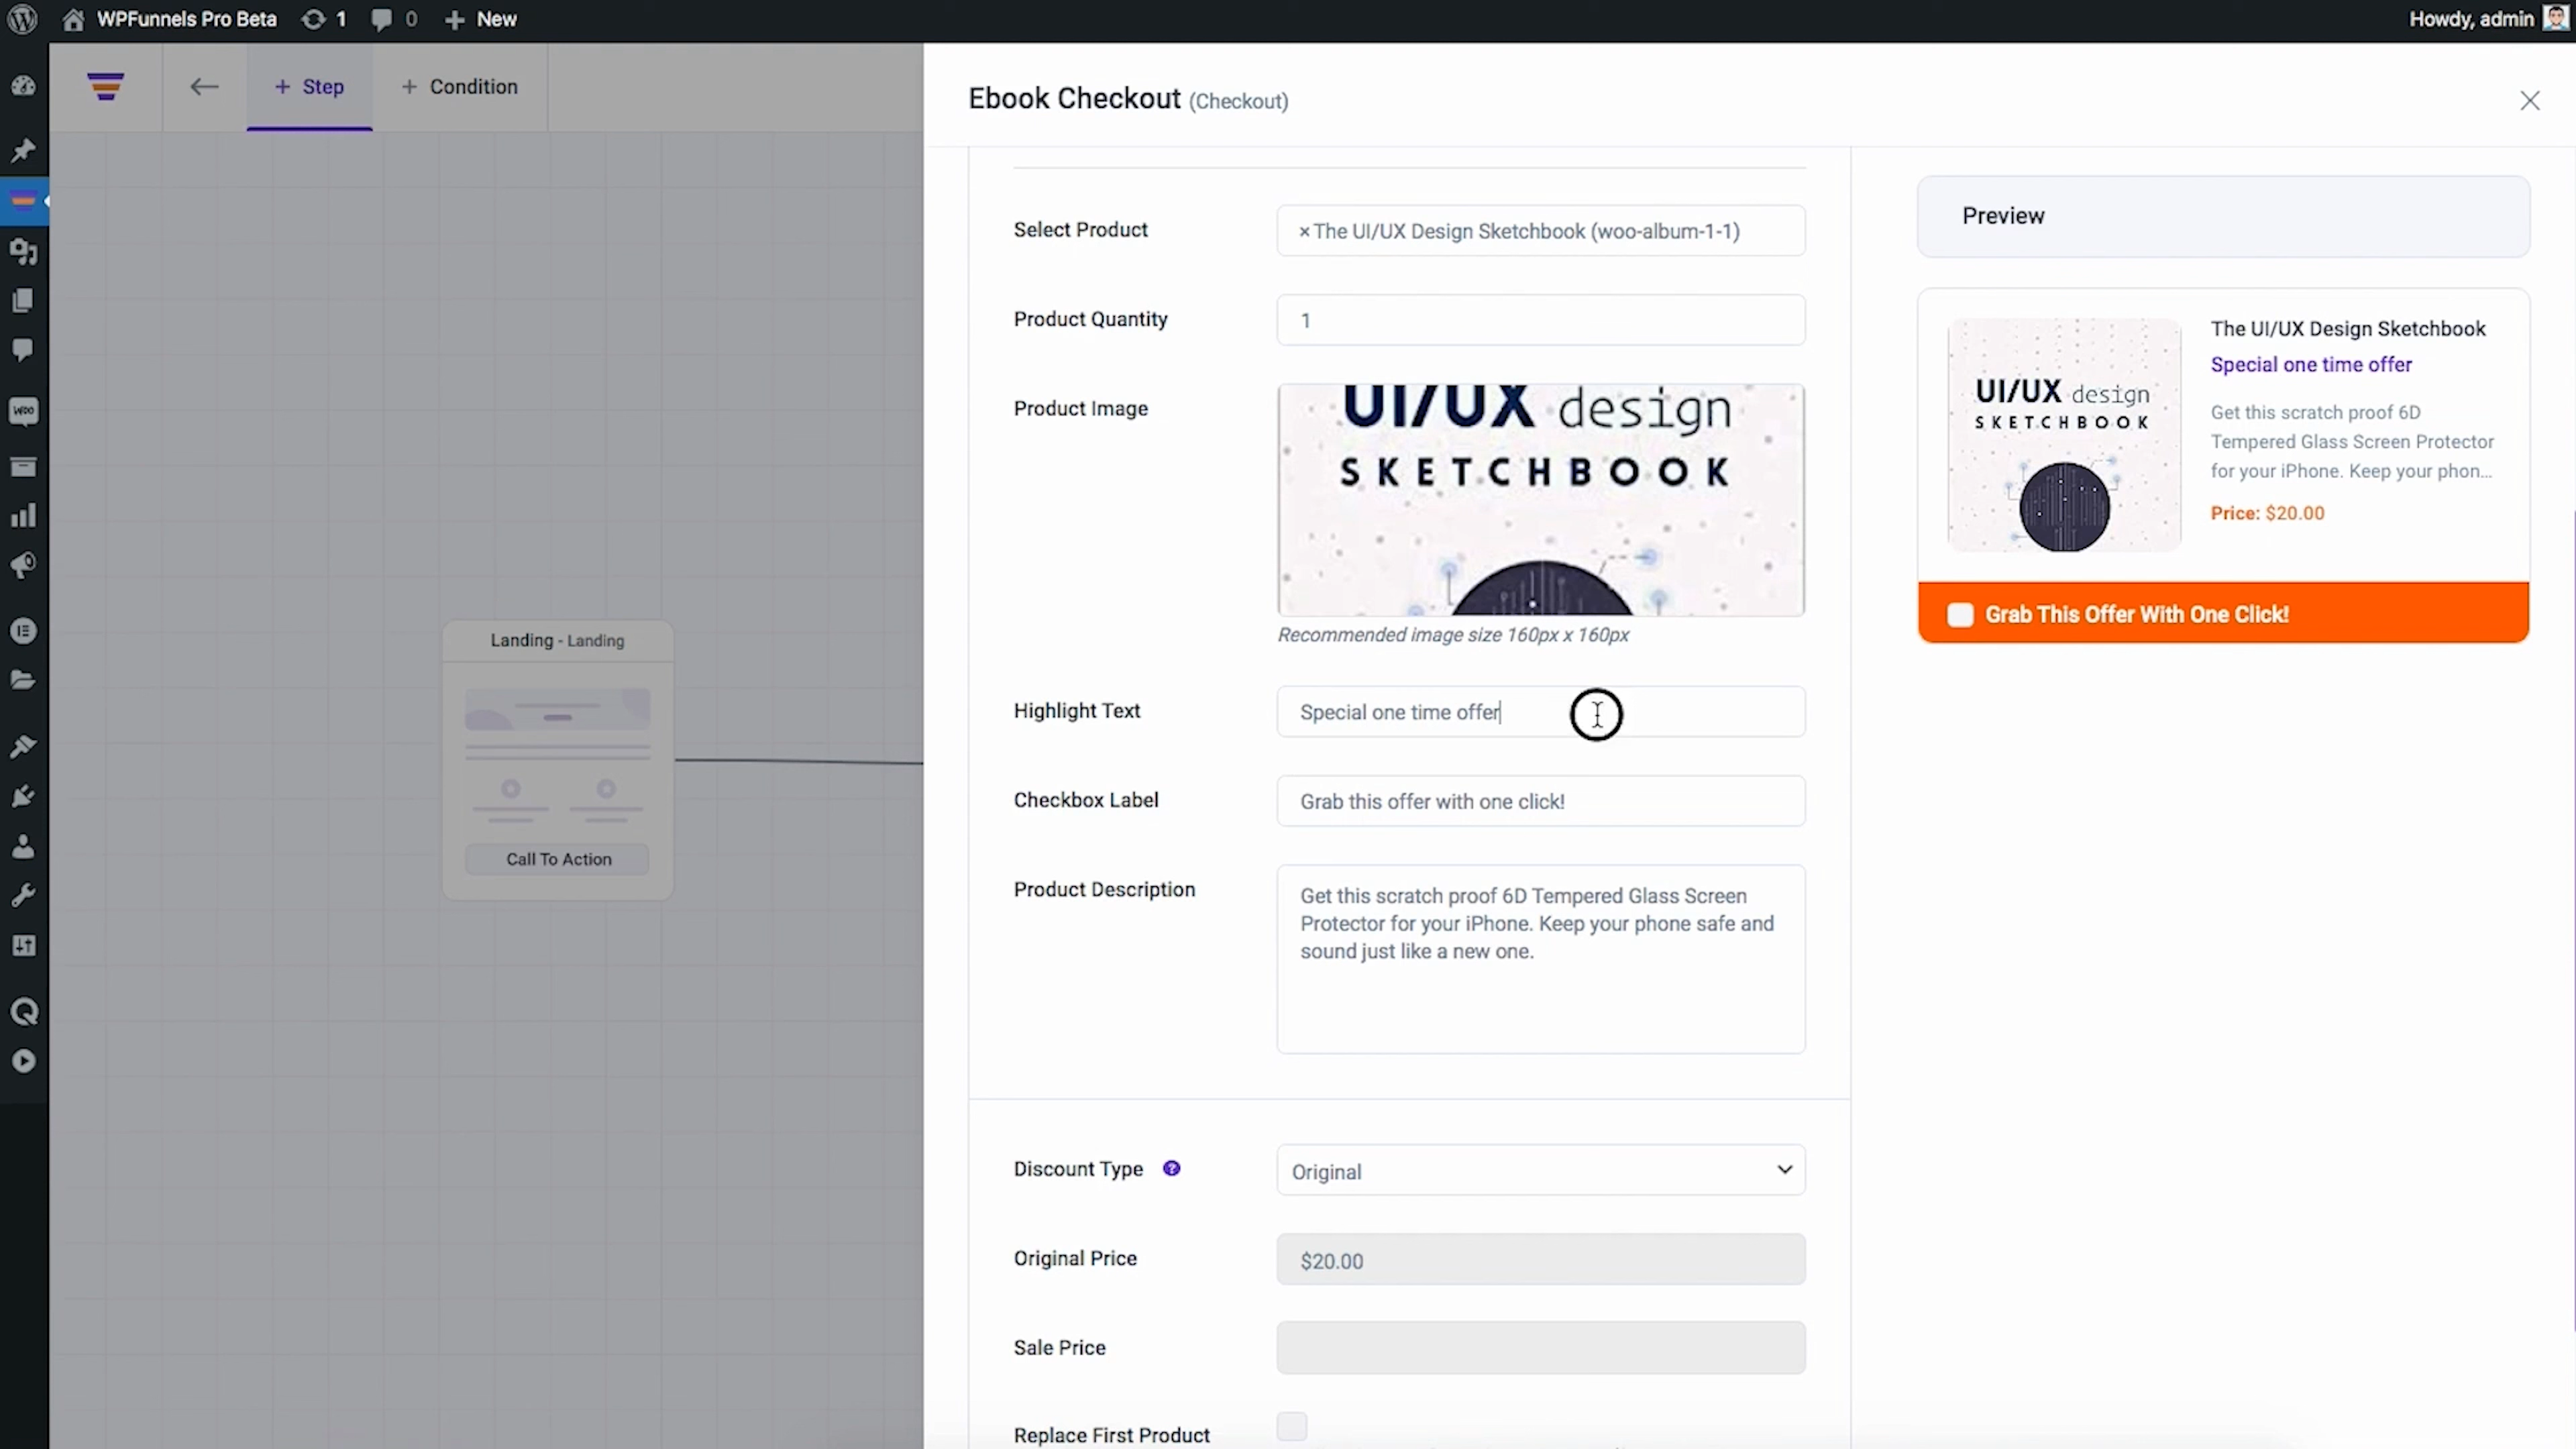 WPFunnels Pro Beta
1
0
New
Howdy, admin
+ Step
+ Condition
Ebook Checkout (Checkout)
Select Product
× The UI/UX Design Sketchbook (woo-album-1-1)
Product Quantity
1
Product Image
UI/UX design
SKETCHBOOK
Recommended image size 160px x 160px
Highlight Text
Special one time offer
Checkbox Label
Grab this offer with one click!
Product Description
Get this scratch proof 6D Tempered Glass Screen
Protector for your iPhone. Keep your phone safe and
sound just like a new one.
Discount Type
?
Original
Original Price
$20.00
Sale Price
Replace First Product
Preview
UI/UX design
SKETCHBOOK
The UI/UX Design Sketchbook
Special one time offer
Get this scratch proof 6D
Tempered Glass Screen Protector
for your iPhone. Keep your phon...
Price: $20.00
Grab This Offer With One Click!
Landing - Landing
Call To Action
Woo